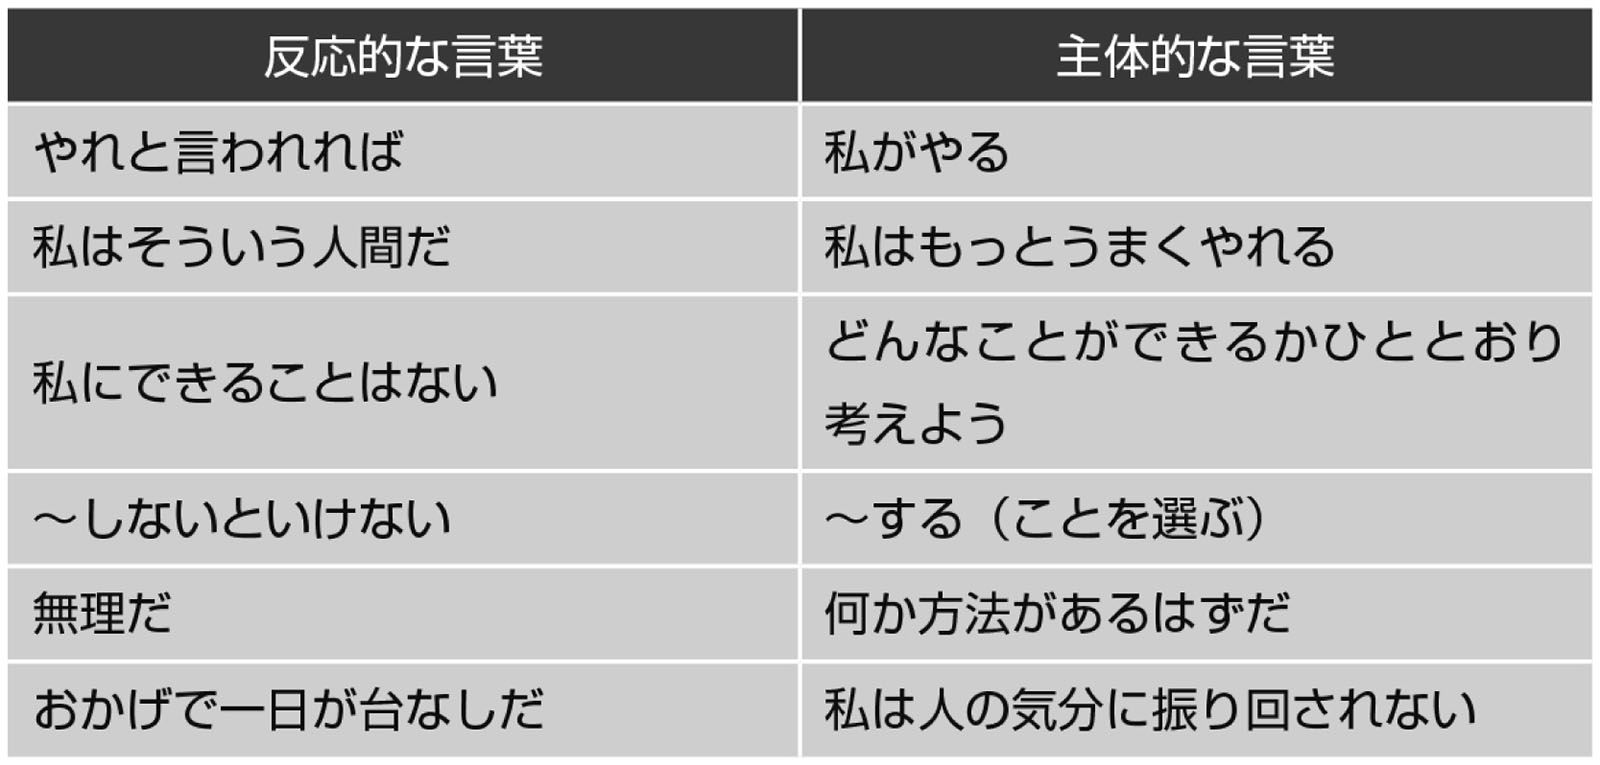 反応的な言葉
主体的な言葉
やれと言われれば
私がやる
私はそういう人間だ
私はもっとうまくやれる
私にできることはない
どんなことができるかひととおり
考えよう
～しないといけない
～する（ことを選ぶ）
無理だ
何か方法があるはずだ
おかげで一日が台なしだ
私は人の気分に振り回されない